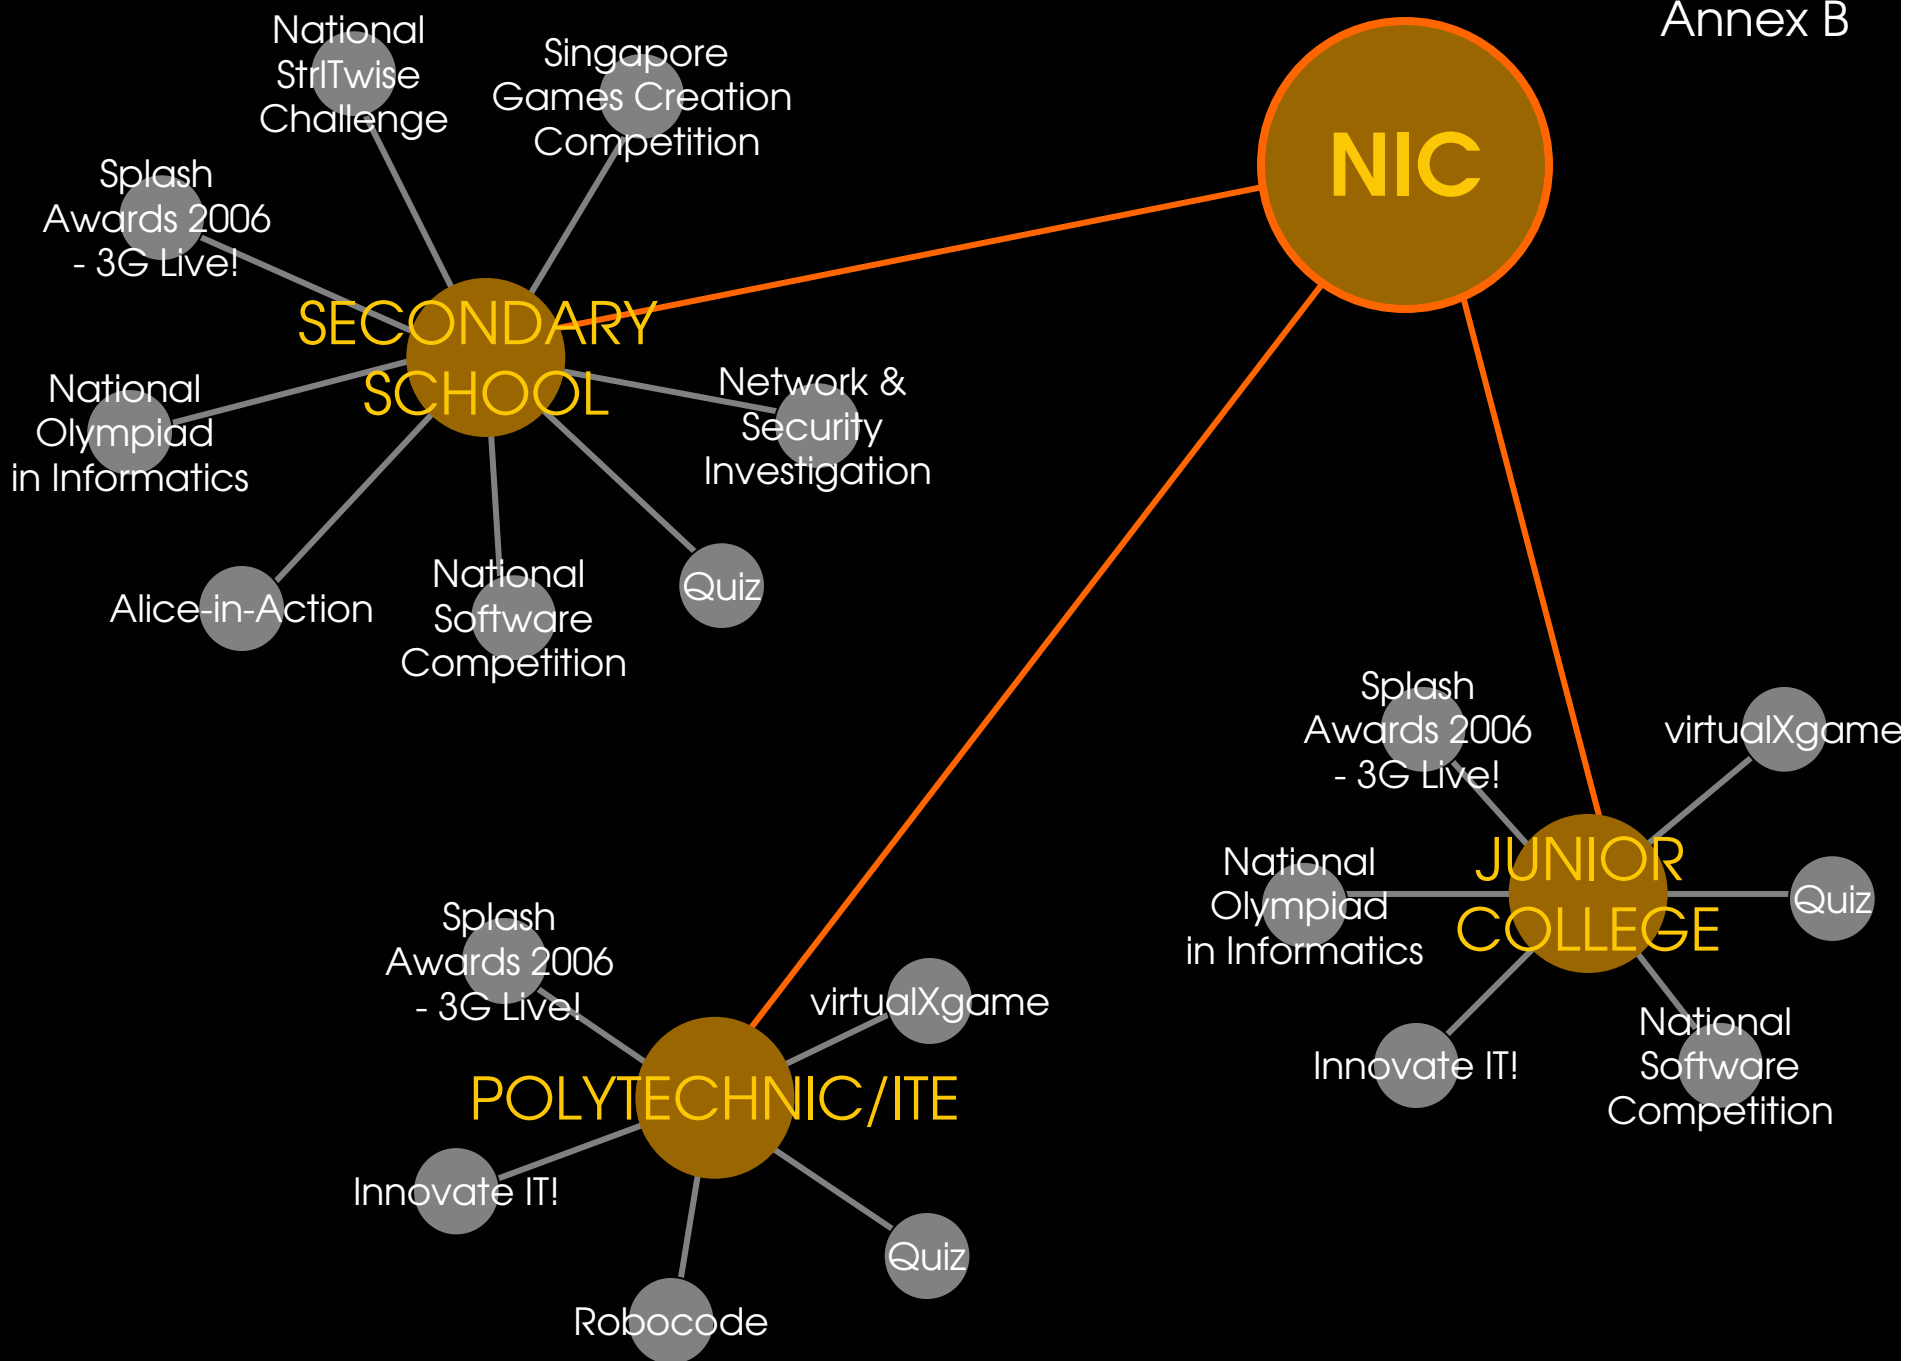 Annex B
NIC
National
StrITwise
Challenge
Singapore
Games Creation
Competition
Splash
Awards 2006
- 3G Live!
SECONDARY
SCHOOL
National
Olympiad
in Informatics
Network &
Security
Investigation
Alice-in-Action
National
Software
Competition
Quiz
Splash
Awards 2006
- 3G Live!
virtualXgame
JUNIOR
COLLEGE
National
Olympiad
in Informatics
Quiz
Innovate IT!
National
Software
Competition
Splash
Awards 2006
- 3G Live!
virtualXgame
POLYTECHNIC/ITE
Innovate IT!
Quiz
Robocode